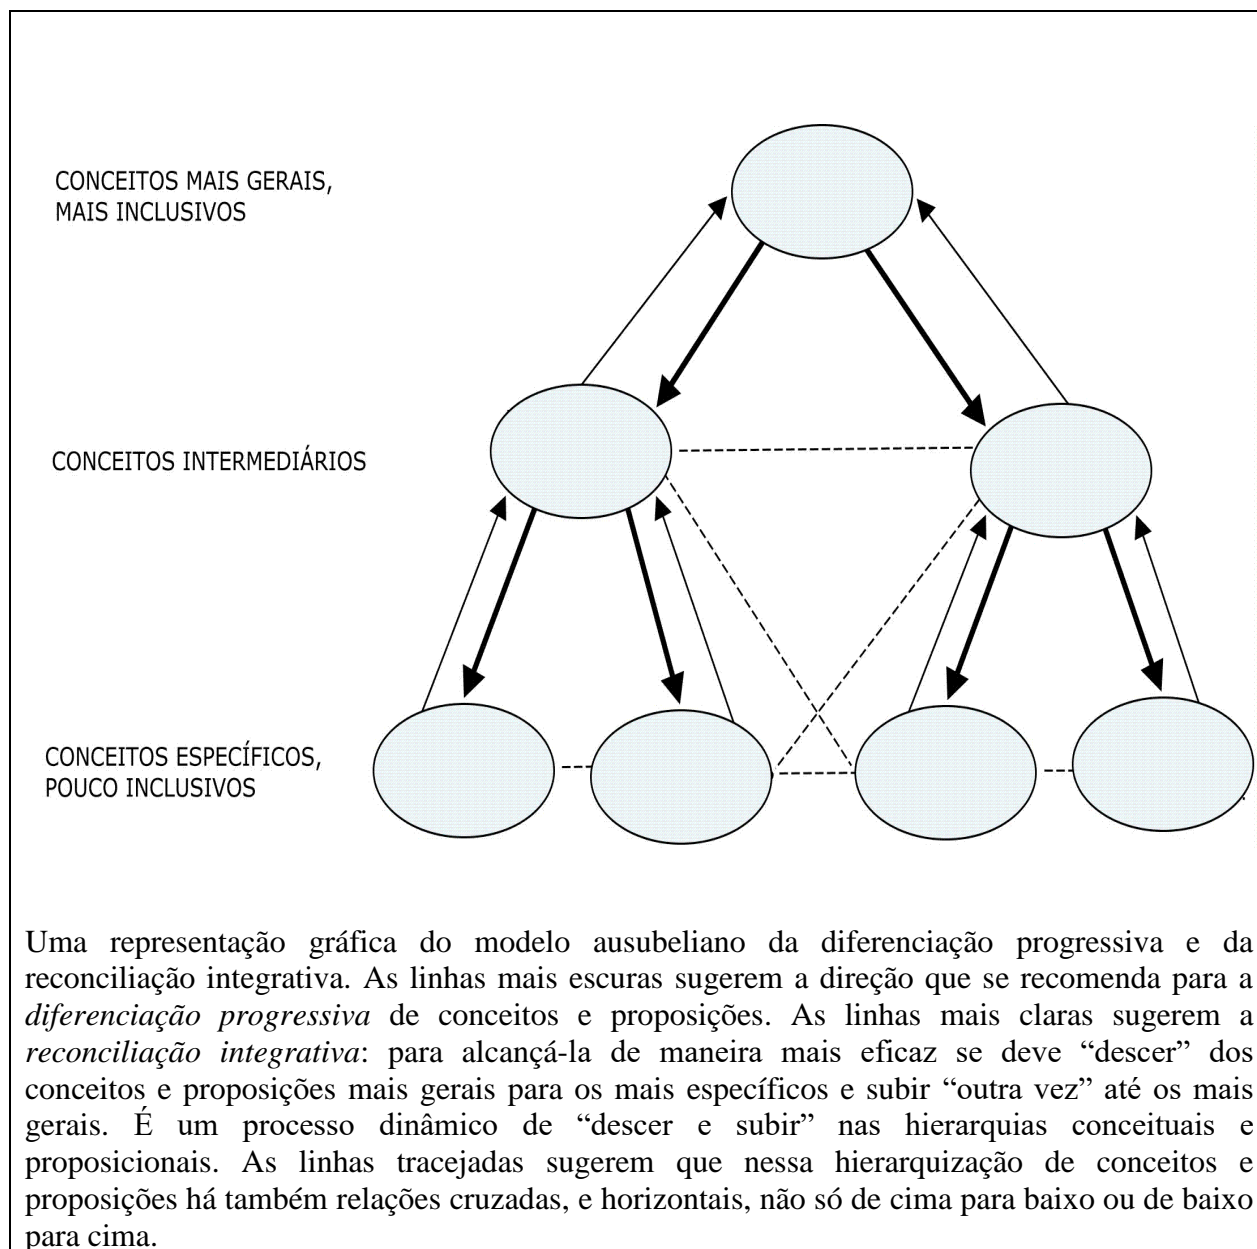 CONCEITOS MAIS GERAIS,
MAIS INCLUSIVOS
CONCEITOS INTERMEDIÁRIOS
CONCEITOS ESPECÍFICOS,
POUCO INCLUSIVOS
Uma representação gráfica do modelo ausubeliano da diferenciação progressiva e da
reconciliação integrativa. As linhas mais escuras sugerem a direção que se recomenda para a
diferenciação progressiva de conceitos e proposições. As linhas mais claras sugerem a
reconciliação integrativa: para alcançá-la de maneira mais eficaz se deve “descer” dos
conceitos e proposições mais gerais para os mais específicos e subir “outra vez” até os mais
gerais. É um processo dinâmico de “descer e subir” nas hierarquias conceituais e
proposicionais. As linhas tracejadas sugerem que nessa hierarquização de conceitos e
proposições há também relações cruzadas, e horizontais, não só de cima para baixo ou de baixo
para cima.